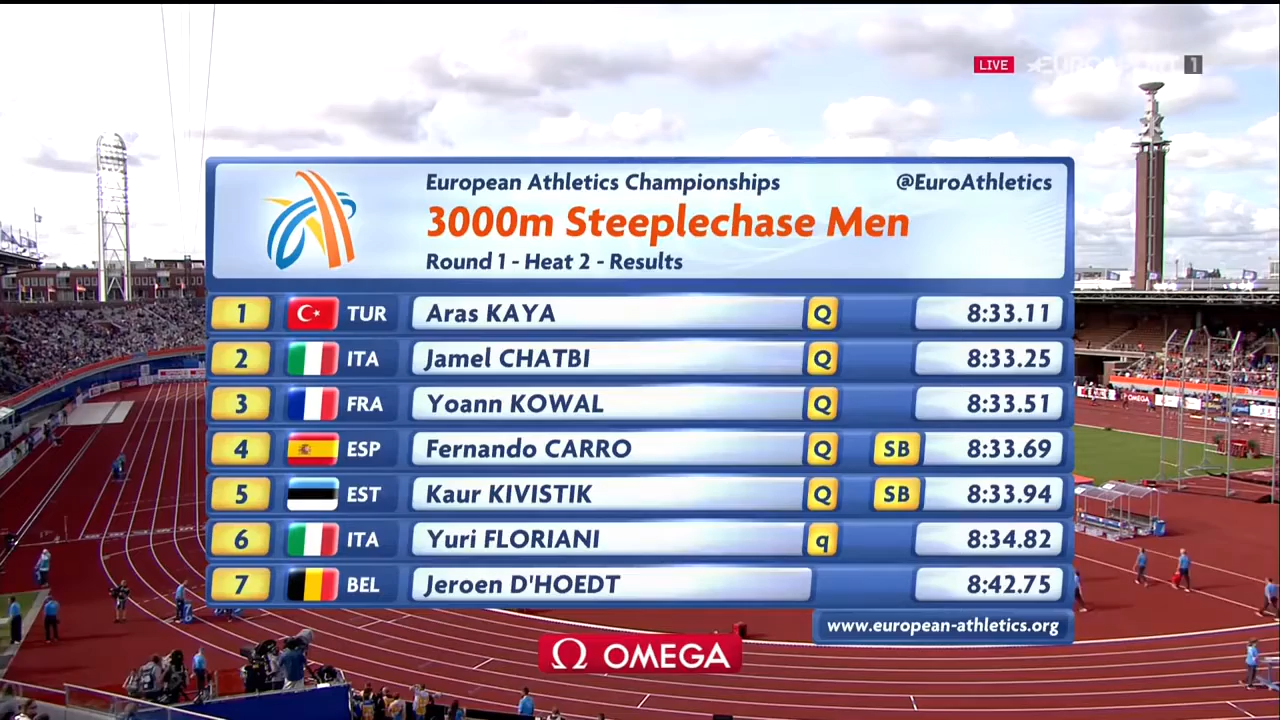 LIVE EUROSPORT 1
European Athletics Championships @EuroAthletics
3000m Steeplechase Men
Round 1 - Heat 2 - Results
1 TUR Aras KAYA Q 8:33.11
2 ITA Jamel CHATBI Q 8:33.25
3 FRA Yoann KOWAL Q 8:33.51
4 ESP Fernando CARRO Q SB 8:33.69
5 EST Kaur KIVISTIK Q SB 8:33.94
6 ITA Yuri FLORIANI q 8:34.82
7 BEL Jeroen D'HOEDT 8:42.75
www.european-athletics.org
Ω OMEGA
OMEGA